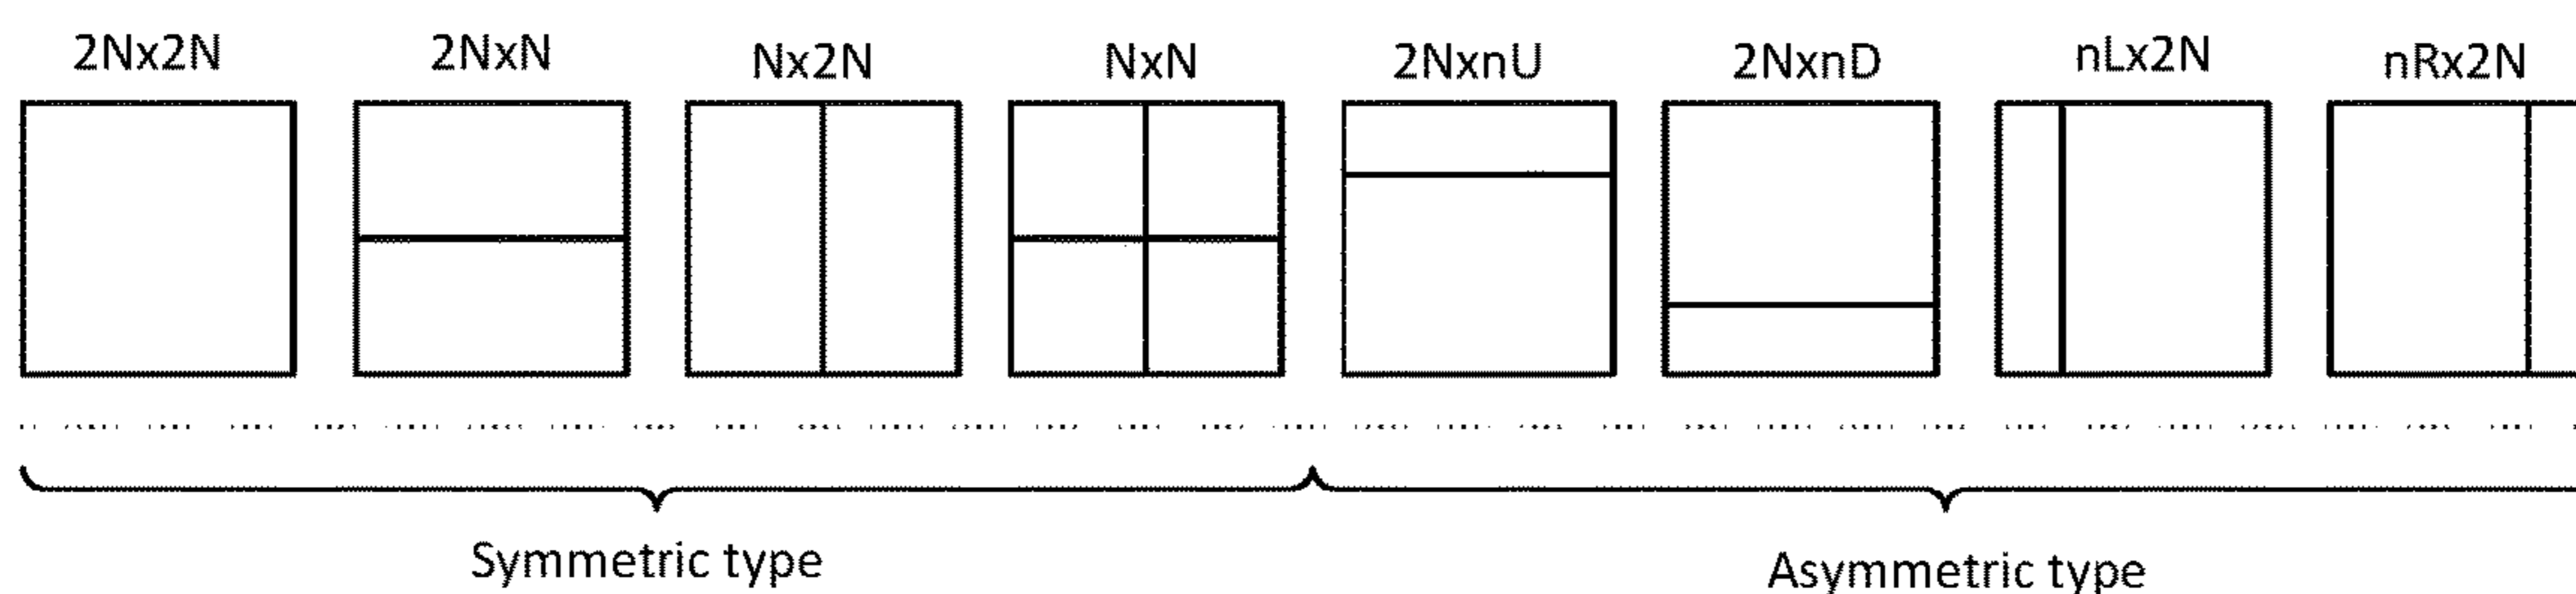 2Nx2N 2NxN Nx2N NxN 2NxnU 2NxnD nLx2N nRx2N
Symmetric type Asymmetric type